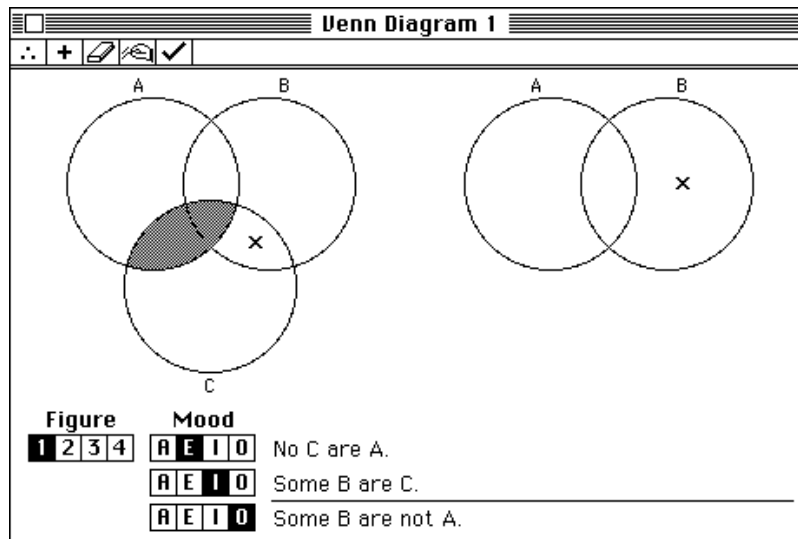 Venn Diagram 1
A B
A B
C
Figure Mood
1 2 3 4 A E I O No C are A.
A E I O Some B are C.
A E I O Some B are not A.